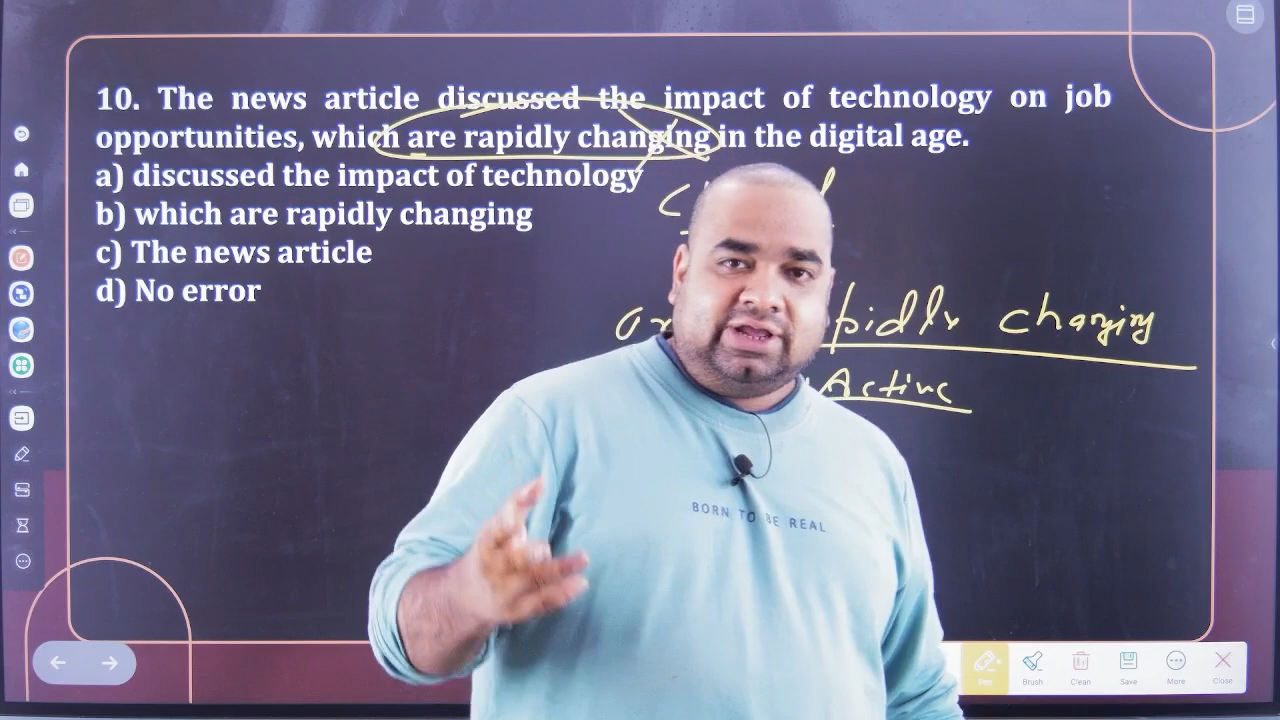 10. The news article discussed the impact of technology on job
opportunities, which are rapidly changing in the digital age.
a) discussed the impact of technology
b) which are rapidly changing
c) The news article
d) No error
changing
Active
BORN TO BE REAL
Pen Brush Clean Save More Close